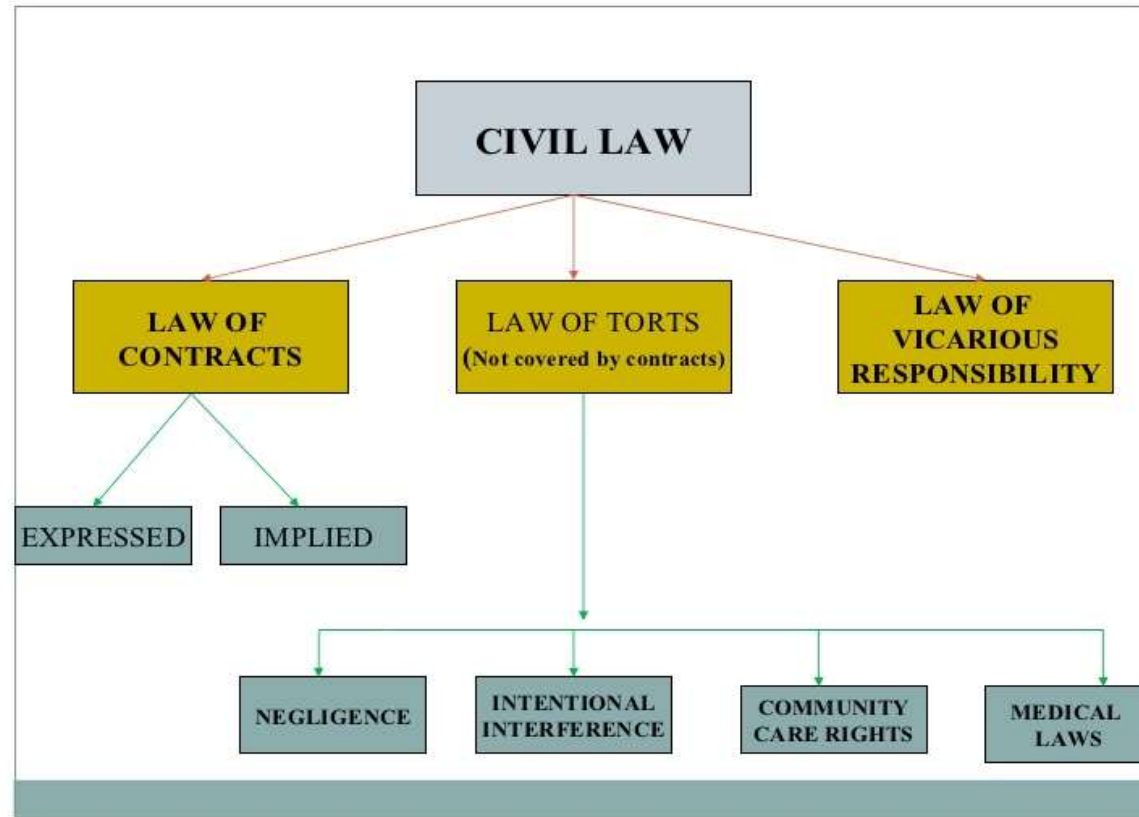 CIVIL LAW
LAW OF
CONTRACTS
LAW OF TORTS
(Not covered by contracts)
LAW OF
VICARIOUS
RESPONSIBILITY
EXPRESSED
IMPLIED
NEGLIGENCE
INTENTIONAL
INTERFERENCE
COMMUNITY
CARE RIGHTS
MEDICAL
LAWS